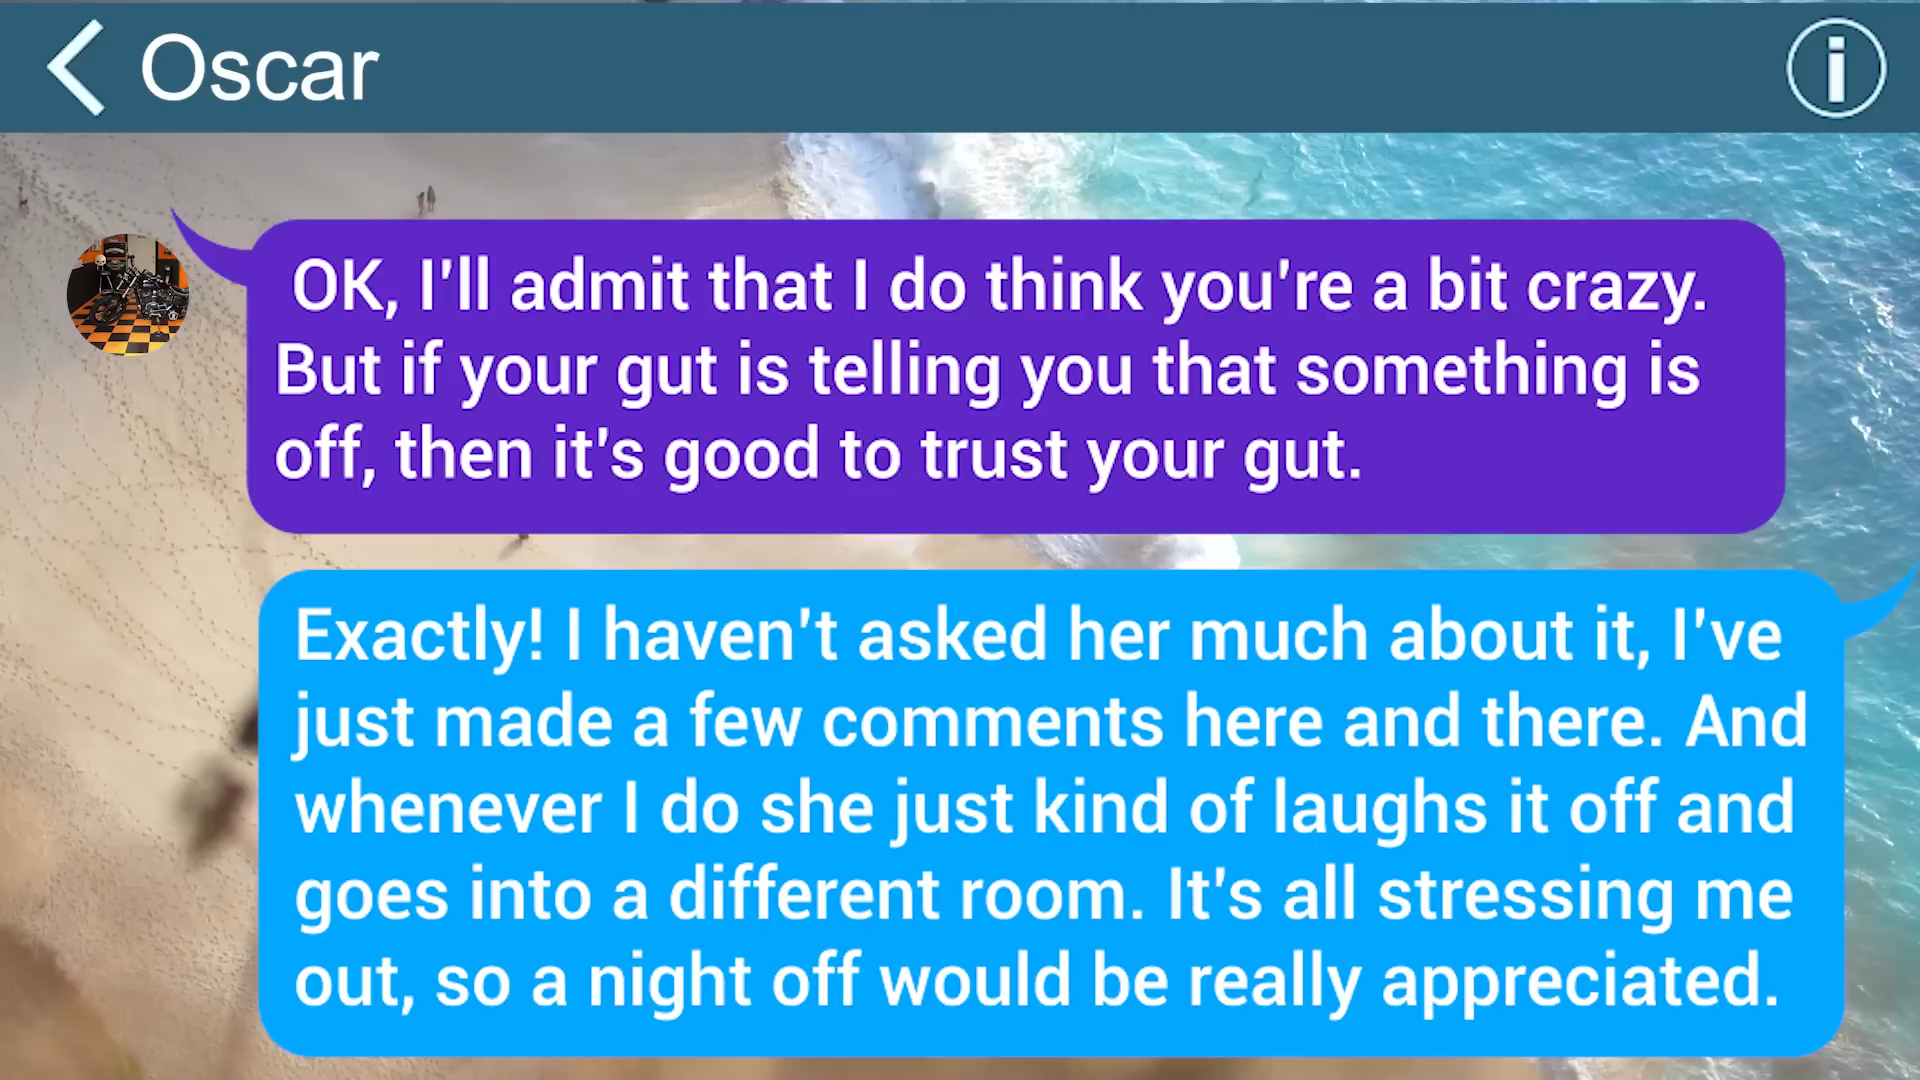 Oscar
OK, I'll admit that I do think you're a bit crazy.
But if your gut is telling you that something is
off, then it's good to trust your gut.
Exactly! I haven't asked her much about it, I've
just made a few comments here and there. And
whenever I do she just kind of laughs it off and
goes into a different room. It's all stressing me
out, so a night off would be really appreciated.